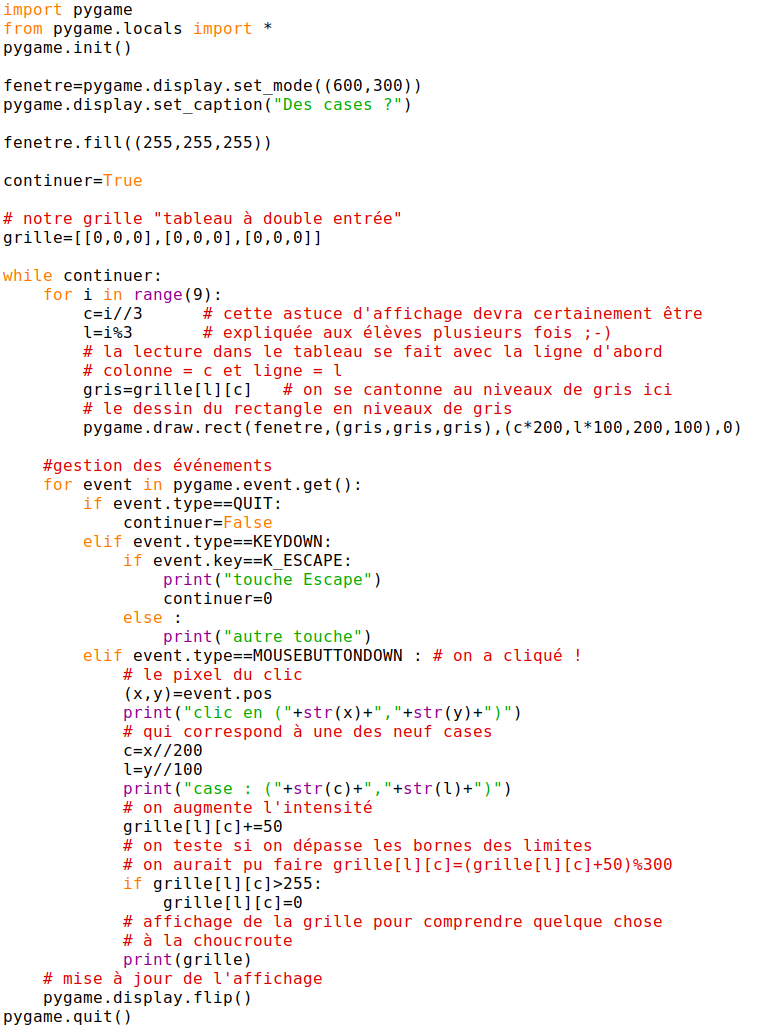 import pygame
from pygame.locals import *
pygame.init()

fenetre=pygame.display.set_mode((600,300))
pygame.display.set_caption("Des cases ?")

fenetre.fill((255,255,255))

continuer=True

# notre grille "tableau à double entrée"
grille=[[0,0,0],[0,0,0],[0,0,0]]

while continuer:
    for i in range(9):
        c=i//3      # cette astuce d'affichage devra certainement être
        l=i%3       # expliquée aux élèves plusieurs fois ;-)
        # la lecture dans le tableau se fait avec la ligne d'abord
        # colonne = c et ligne = l
        gris=grille[l][c]   # on se cantonne au niveaux de gris ici
        # le dessin du rectangle en niveaux de gris
        pygame.draw.rect(fenetre,(gris,gris,gris),(c*200,l*100,200,100),0)

    #gestion des événements
    for event in pygame.event.get():
        if event.type==QUIT:
            continuer=False
        elif event.type==KEYDOWN:
            if event.key==K_ESCAPE:
                print("touche Escape")
                continuer=0
            else :
                print("autre touche")
        elif event.type==MOUSEBUTTONDOWN : # on a cliqué !
            # le pixel du clic
            (x,y)=event.pos
            print("clic en ("+str(x)+","+str(y)+")")
            # qui correspond à une des neuf cases
            c=x//200
            l=y//100
            print("case : ("+str(c)+","+str(l)+")")
            # on augmente l'intensité
            grille[l][c]+=50
            # on teste si on dépasse les bornes des limites
            # on aurait pu faire grille[l][c]=(grille[l][c]+50)%300
            if grille[l][c]>255:
                grille[l][c]=0
            # affichage de la grille pour comprendre quelque chose
            # à la choucroute
            print(grille)
    # mise à jour de l'affichage
    pygame.display.flip()
pygame.quit()